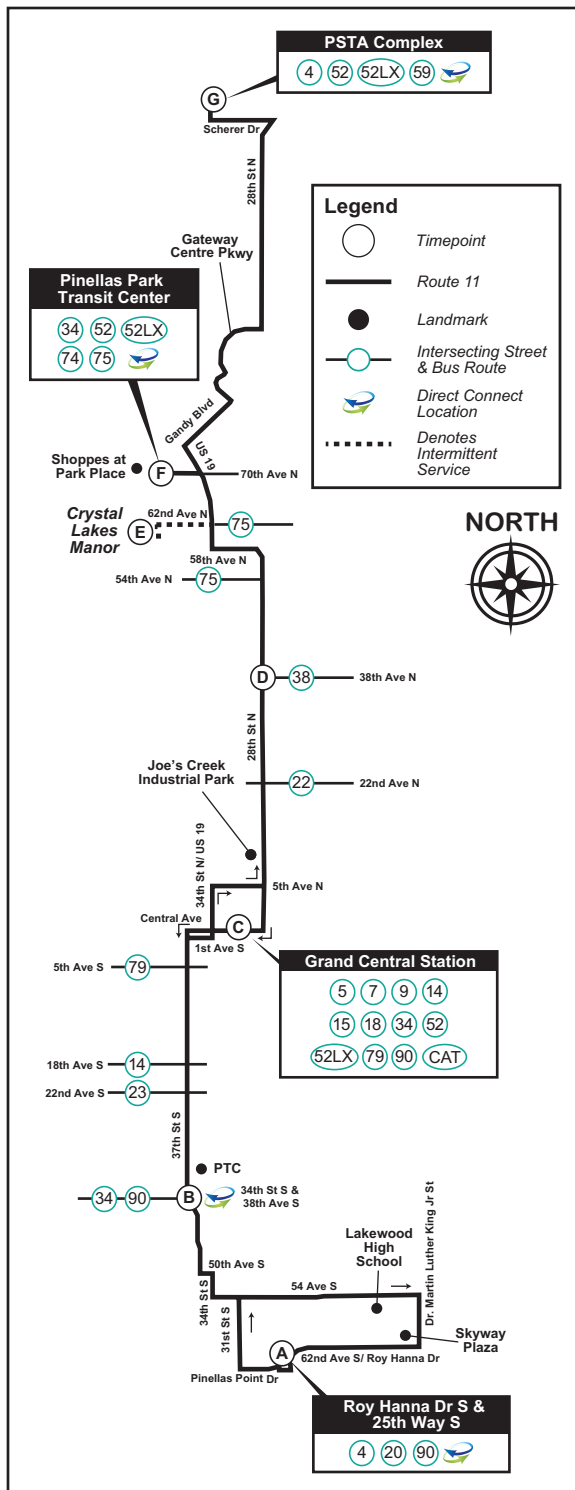 PSTA Complex
4 52 52LX 59
G
Scherer Dr
28th St N
Legend
Timepoint
Route 11
Landmark
Intersecting Street
& Bus Route
Direct Connect
Location
Denotes
Intermittent
Service
Gateway
Centre Pkwy
Pinellas Park
Transit Center
34 52 52LX
74 75
Gandy Blvd
US 19
Shoppes at
Park Place
F
70th Ave N
Crystal
Lakes
Manor
E
62nd Ave N
75
NORTH
58th Ave N
54th Ave N
75
D
38
38th Ave N
28th St N
Joe's Creek
Industrial Park
22
22nd Ave N
34th St N/ US 19
5th Ave N
Central Ave
C
1st Ave S
Grand Central Station
5 7 9 14
15 18 34 52
52LX 79 90 CAT
5th Ave S
79
18th Ave S
14
22nd Ave S
23
37th St S
PTC
34 90
B
34th St S &
38th Ave S
50th Ave S
34th St S
54 Ave S
Lakewood
High
School
Dr. Martin Luther King Jr St
31st St S
Skyway
Plaza
A
62nd Ave S/ Roy Hanna Dr
Pinellas Point Dr
Roy Hanna Dr S &
25th Way S
4 20 90